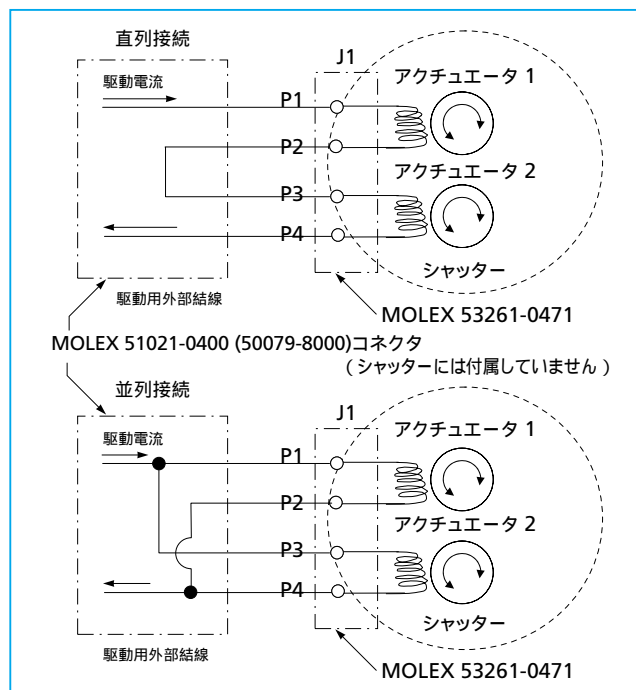 直列接続
J1
駆動電流
アクチュエータ 1
P1
P2
アクチュエータ 2
P3
P4
シャッター
駆動用外部結線
MOLEX 53261-0471
MOLEX 51021-0400 (50079-8000)コネクタ
（シャッターには付属していません）
並列接続
J1
駆動電流
アクチュエータ 1
P1
P2
アクチュエータ 2
P3
P4
シャッター
駆動用外部結線
MOLEX 53261-0471